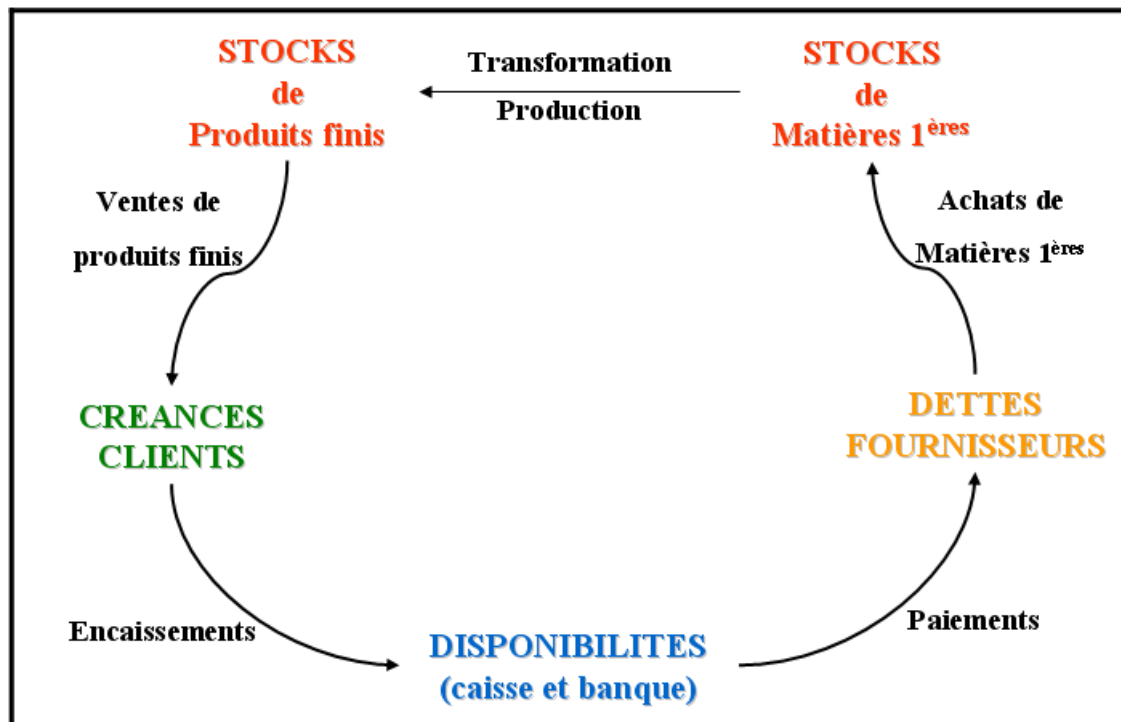 STOCKS
de
Produits finis
Transformation
Production
STOCKS
de
Matières 1ères
Ventes de
produits finis
Achats de
Matières 1ères
CREANCES
CLIENTS
DETTES
FOURNISSEURS
Encaissements
DISPONIBILITES
(caisse et banque)
Paiements